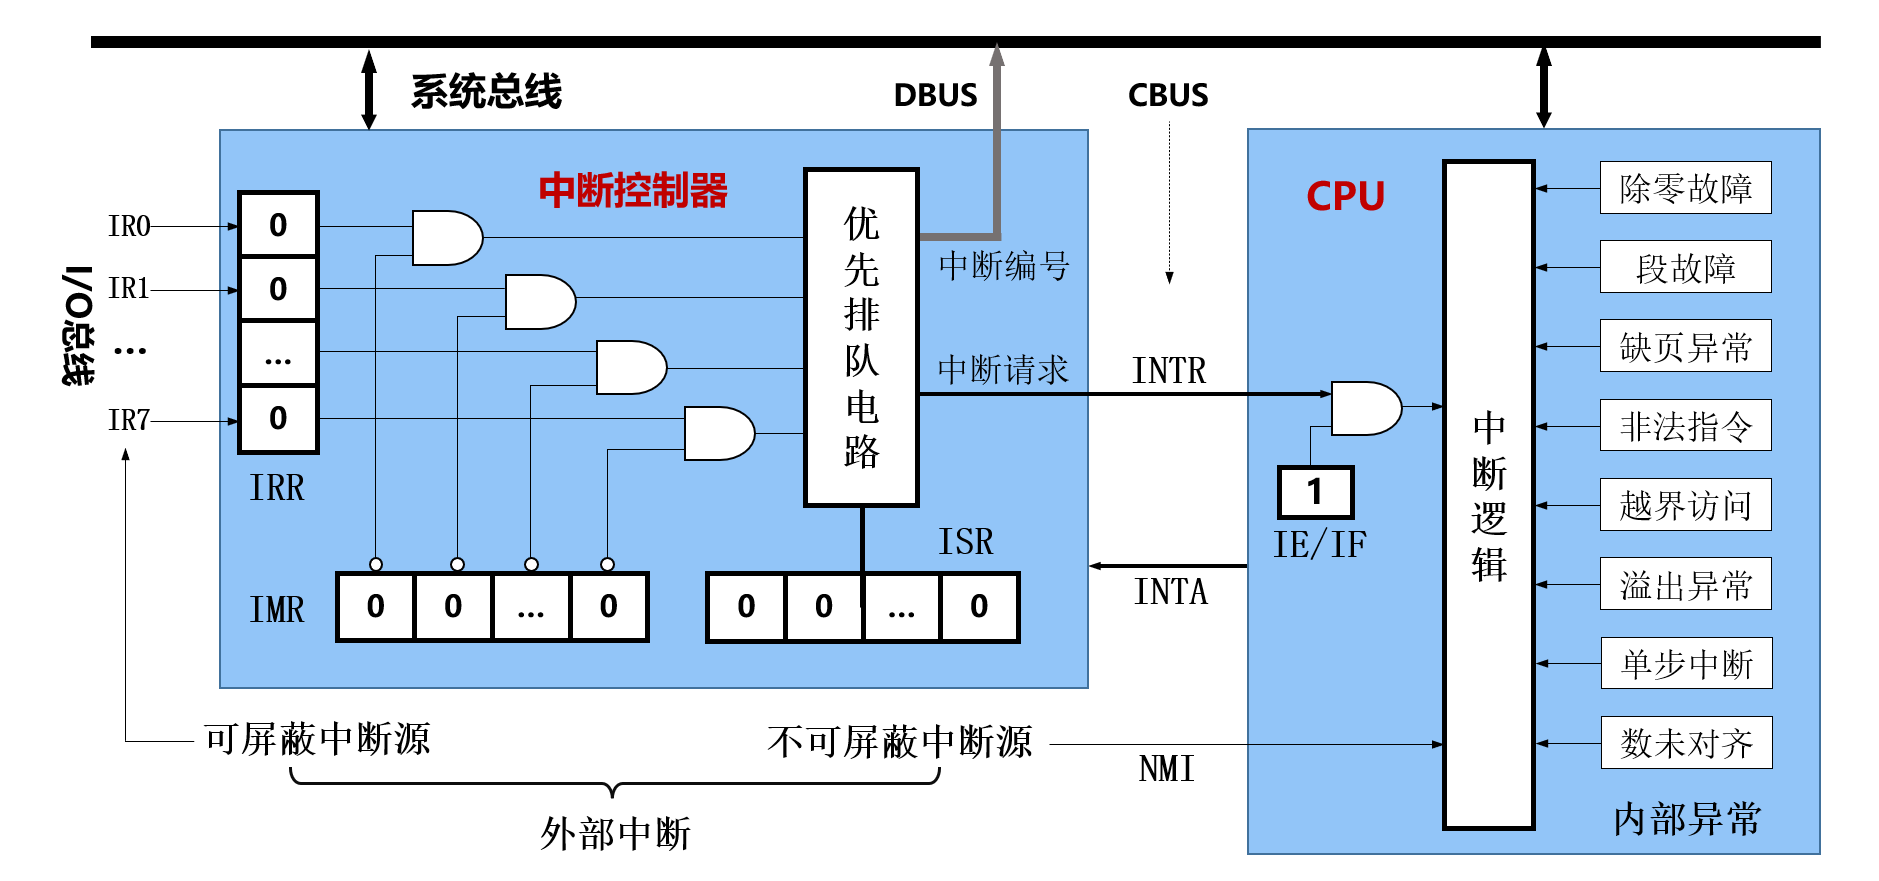 系统总线
DBUS
CBUS
中断控制器
CPU
I/O总线
IR0
IR1
...
IR7
0
0
...
0
IRR
优先排队电路
中断编号
中断请求
INTR
INTA
IMR
0
0
...
0
ISR
0
0
...
0
1
IE/IF
中断逻辑
除零故障
段故障
缺页异常
非法指令
越界访问
溢出异常
单步中断
数未对齐
内部异常
可屏蔽中断源
不可屏蔽中断源
NMI
外部中断